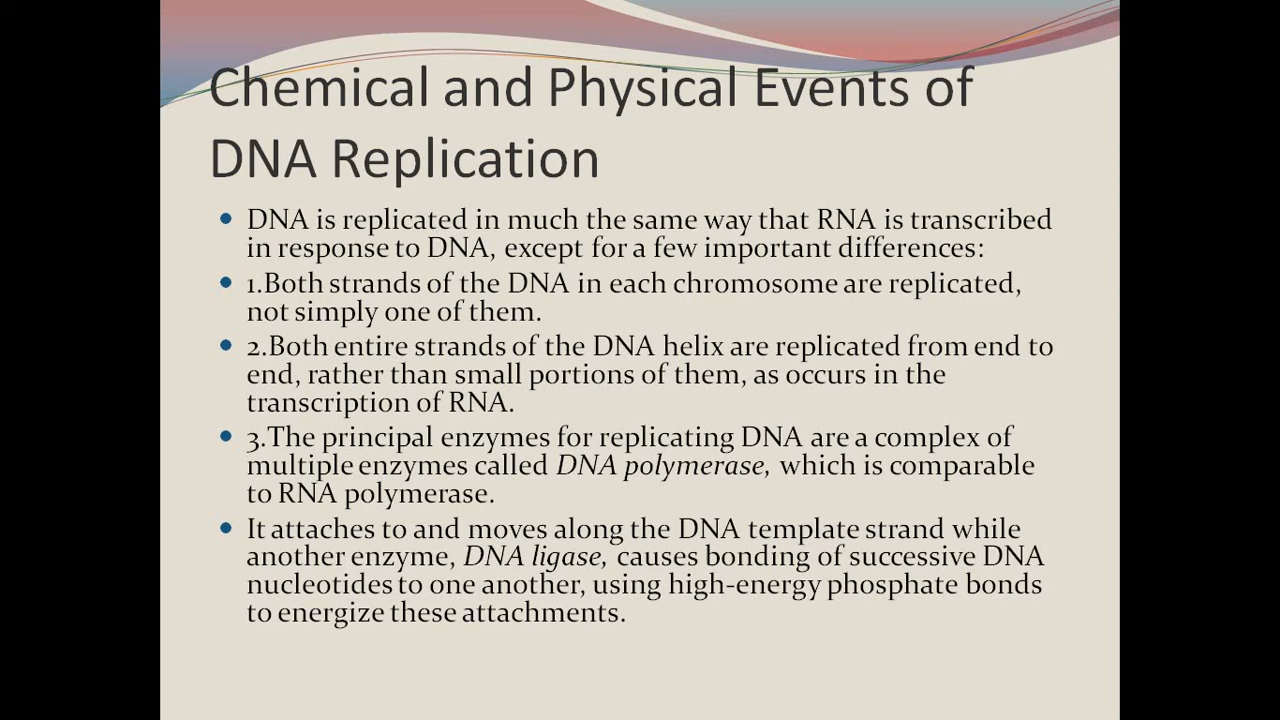 Chemical and Physical Events of
DNA Replication
• DNA is replicated in much the same way that RNA is transcribed
in response to DNA, except for a few important differences:
• 1.Both strands of the DNA in each chromosome are replicated,
not simply one of them.
• 2.Both entire strands of the DNA helix are replicated from end to
end, rather than small portions of them, as occurs in the
transcription of RNA.
• 3.The principal enzymes for replicating DNA are a complex of
multiple enzymes called DNA polymerase, which is comparable
to RNA polymerase.
• It attaches to and moves along the DNA template strand while
another enzyme, DNA ligase, causes bonding of successive DNA
nucleotides to one another, using high-energy phosphate bonds
to energize these attachments.